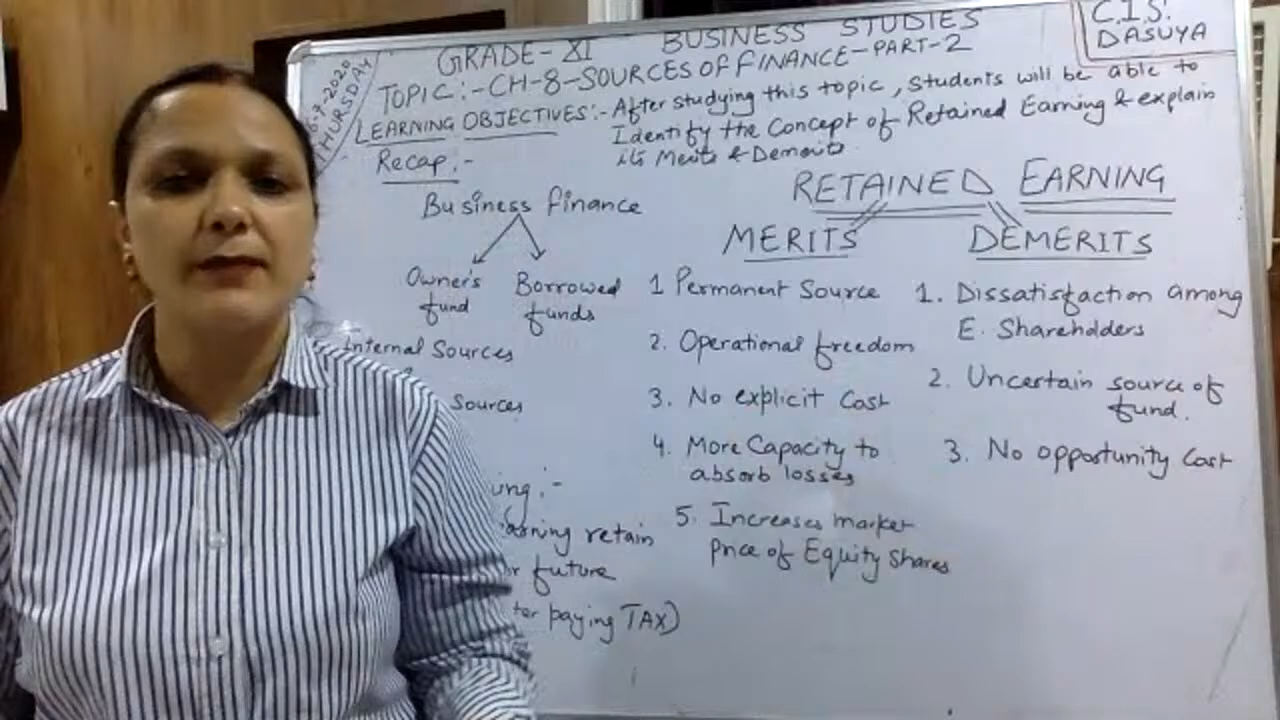 GRADE-XI BUSINESS STUDIES
C.I.S.
DASUYA
6-7-2020
THURSDAY
TOPIC:-CH-8-SOURCES OF FINANCE-PART-2
LEARNING OBJECTIVES:- After studying this topic, students will be able to
Identify the Concept of Retained Earning & explain
its Merits & Demerits.
Recap:-
Business finance
Owner's
fund
Borrowed
funds
Internal Sources
Sources
retain
future
paying TAX)
RETAINED EARNING
MERITS
1 Permanent Source
2. Operational freedom
3. No explicit Cost
4. More Capacity to
absorb losses
5. Increases market
price of Equity Shares
DEMERITS
1. Dissatisfaction among
E. Shareholders
2. Uncertain source of
fund.
3. No opportunity Cost